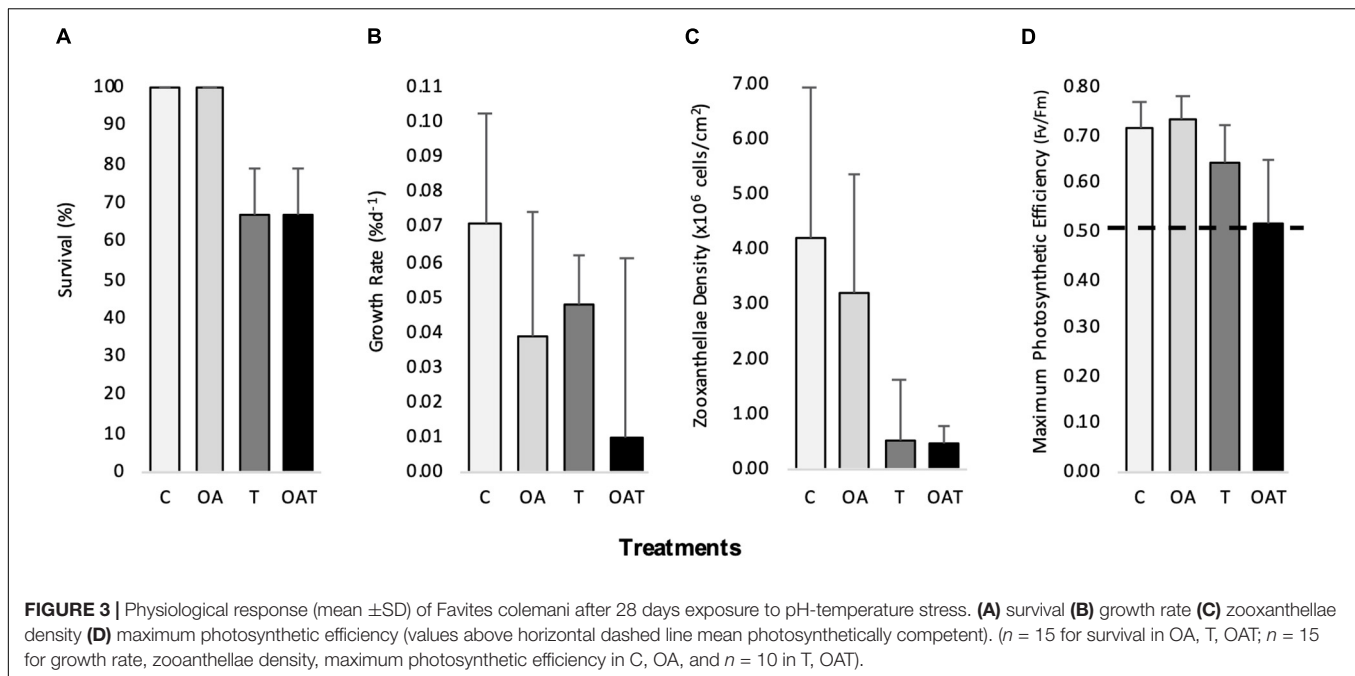 A
B
C
D
Survival (%)
100
90
80
70
60
50
40
30
20
10
0
C OA T OAT
Growth Rate (%d-1)
0.11
0.10
0.09
0.08
0.07
0.06
0.05
0.04
0.03
0.02
0.01
0.00
C OA T OAT
Zooxanthellae Density (x10⁶ cells/cm²)
7.00
6.00
5.00
4.00
3.00
2.00
1.00
0.00
C OA T OAT
Maximum Photosynthetic Efficiency (Fv/Fm)
0.80
0.70
0.60
0.50
0.40
0.30
0.20
0.10
0.00
C OA T OAT
Treatments
FIGURE 3 | Physiological response (mean ±SD) of Favites colemani after 28 days exposure to pH-temperature stress. (A) survival (B) growth rate (C) zooxanthellae
density (D) maximum photosynthetic efficiency (values above horizontal dashed line mean photosynthetically competent). (n = 15 for survival in OA, T, OAT; n = 15
for growth rate, zooanthellae density, maximum photosynthetic efficiency in C, OA, and n = 10 in T, OAT).